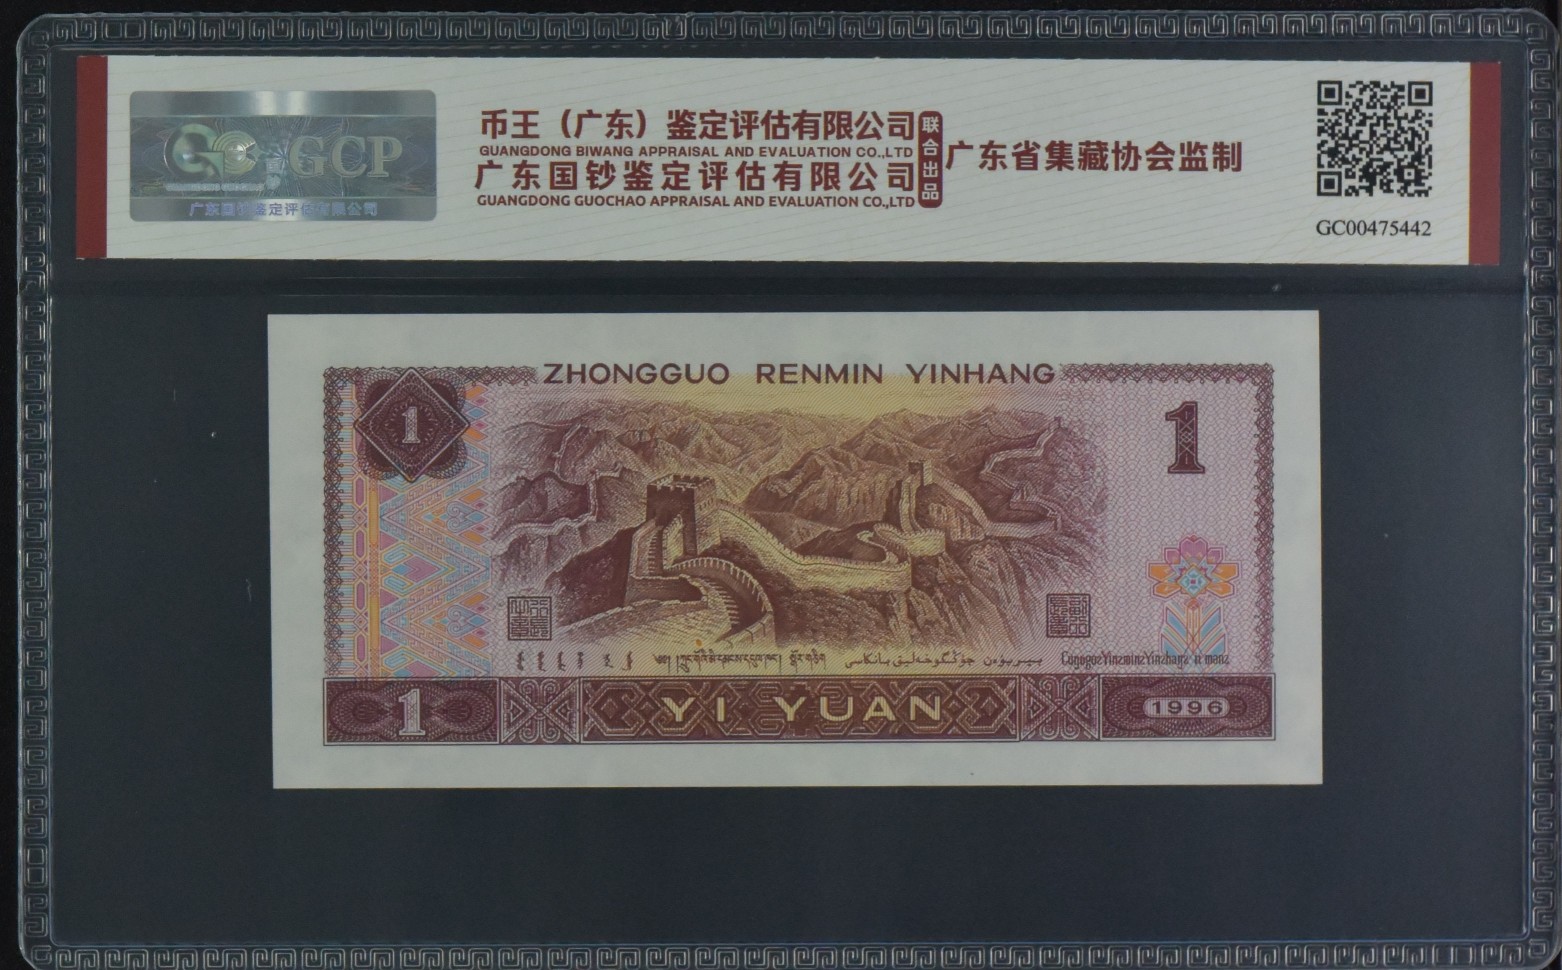 GCP
广东国钞鉴定评估有限公司
币王（广东）鉴定评估有限公司
GUANGDONG BIWANG APPRAISAL AND EVALUATION CO.,LTD
广东国钞鉴定评估有限公司
GUANGDONG GUOCHAO APPRAISAL AND EVALUATION CO.,LTD
联合出品
广东省集藏协会监制
GC00475442
ZHONGGUO RENMIN YINHANG
1
1
1
YI YUAN
1996